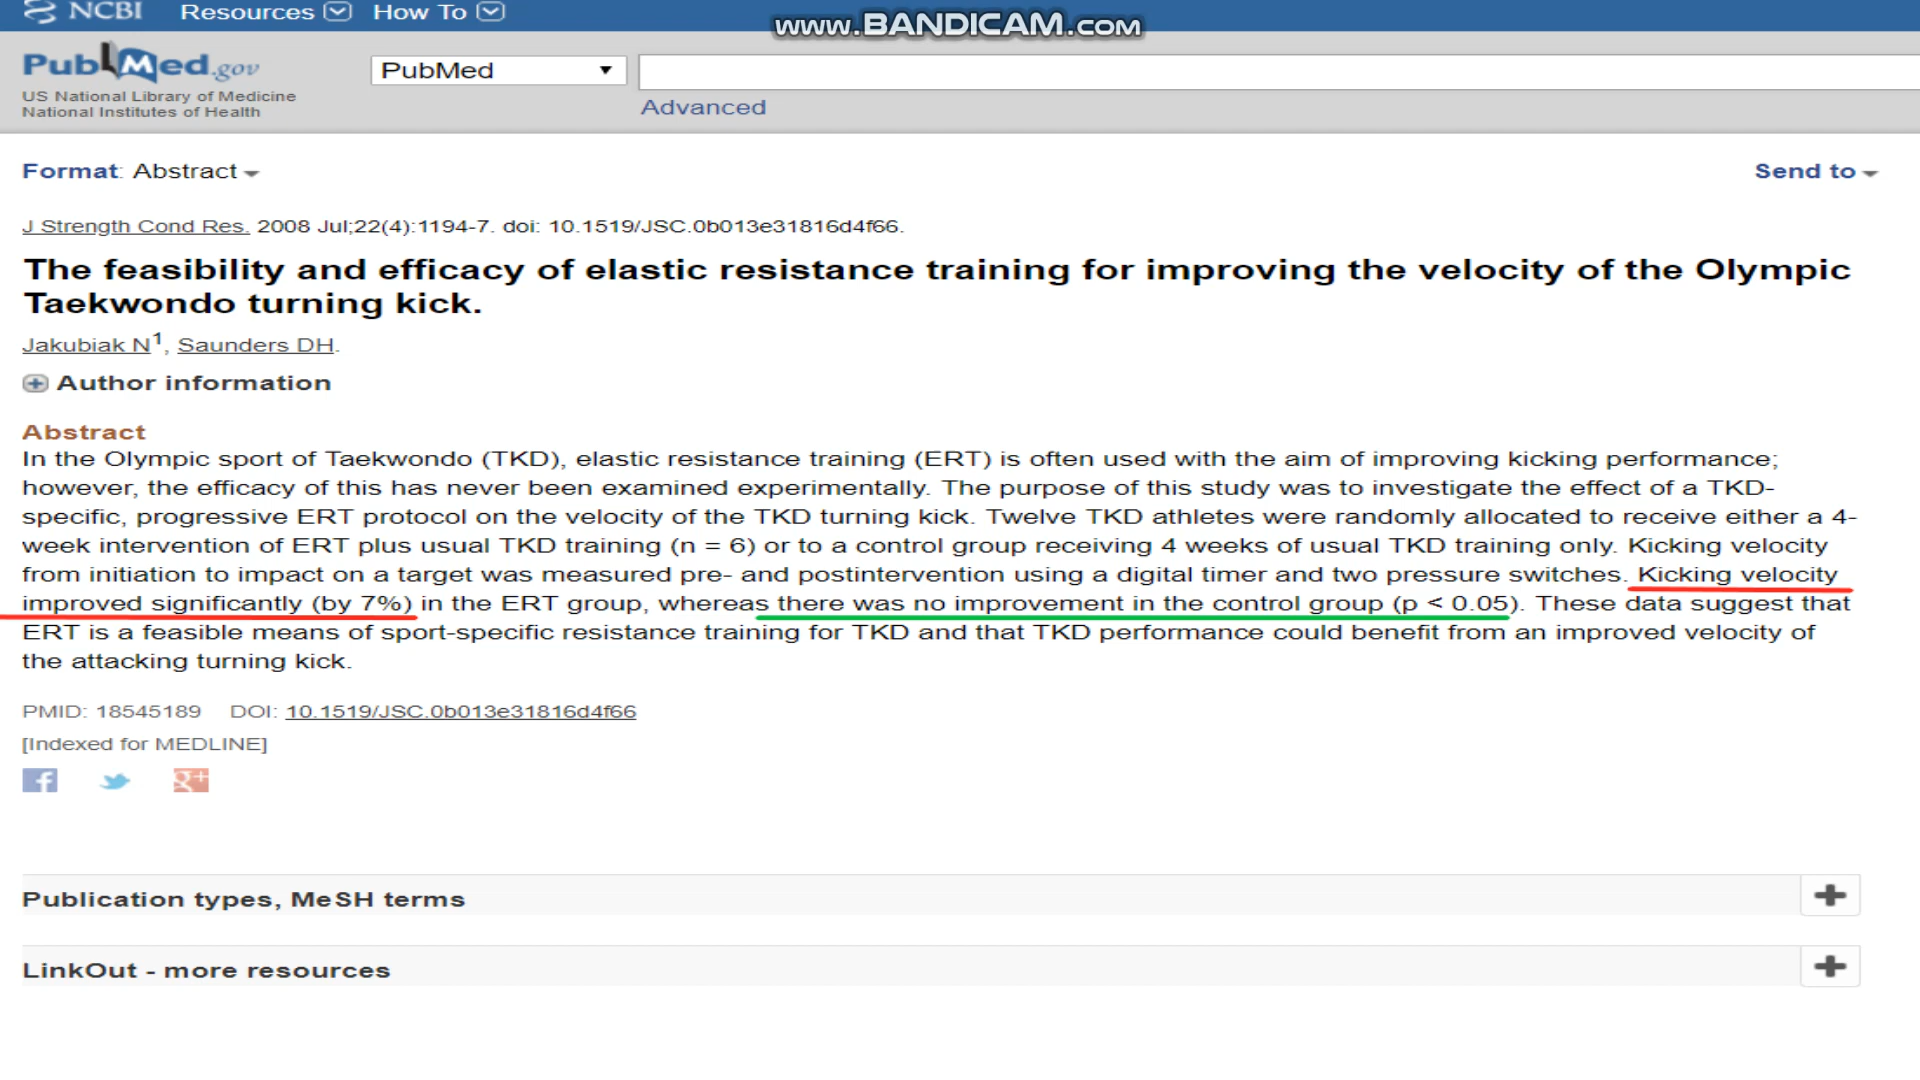 NCBI Resources How To
www.BANDICAM.com
PubMed.gov
US National Library of Medicine
National Institutes of Health
PubMed
Advanced
Format: Abstract
Send to
J Strength Cond Res. 2008 Jul;22(4):1194-7. doi: 10.1519/JSC.0b013e31816d4f66.
The feasibility and efficacy of elastic resistance training for improving the velocity of the Olympic
Taekwondo turning kick.
Jakubiak N1, Saunders DH.
Author information
Abstract
In the Olympic sport of Taekwondo (TKD), elastic resistance training (ERT) is often used with the aim of improving kicking performance;
however, the efficacy of this has never been examined experimentally. The purpose of this study was to investigate the effect of a TKD-
specific, progressive ERT protocol on the velocity of the TKD turning kick. Twelve TKD athletes were randomly allocated to receive either a 4-
week intervention of ERT plus usual TKD training (n = 6) or to a control group receiving 4 weeks of usual TKD training only. Kicking velocity
from initiation to impact on a target was measured pre- and postintervention using a digital timer and two pressure switches. Kicking velocity
improved significantly (by 7%) in the ERT group, whereas there was no improvement in the control group (p < 0.05). These data suggest that
ERT is a feasible means of sport-specific resistance training for TKD and that TKD performance could benefit from an improved velocity of
the attacking turning kick.
PMID: 18545189 DOI: 10.1519/JSC.0b013e31816d4f66
[Indexed for MEDLINE]
f g+
Publication types, MeSH terms
LinkOut - more resources